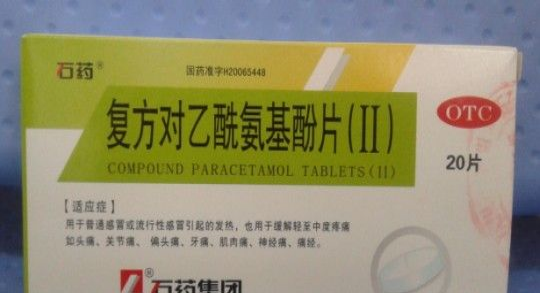 石药®
国药准字H20065448
复方对乙酰氨基酚片(II)
OTC
COMPOUND PARACETAMOL TABLETS (II)
20片
【适应症】
用于普通感冒或流行性感冒引起的发热,也用于缓解轻至中度疼痛
如头痛、关节痛、偏头痛、牙痛、肌肉痛、神经痛、痛经。
®石药集团